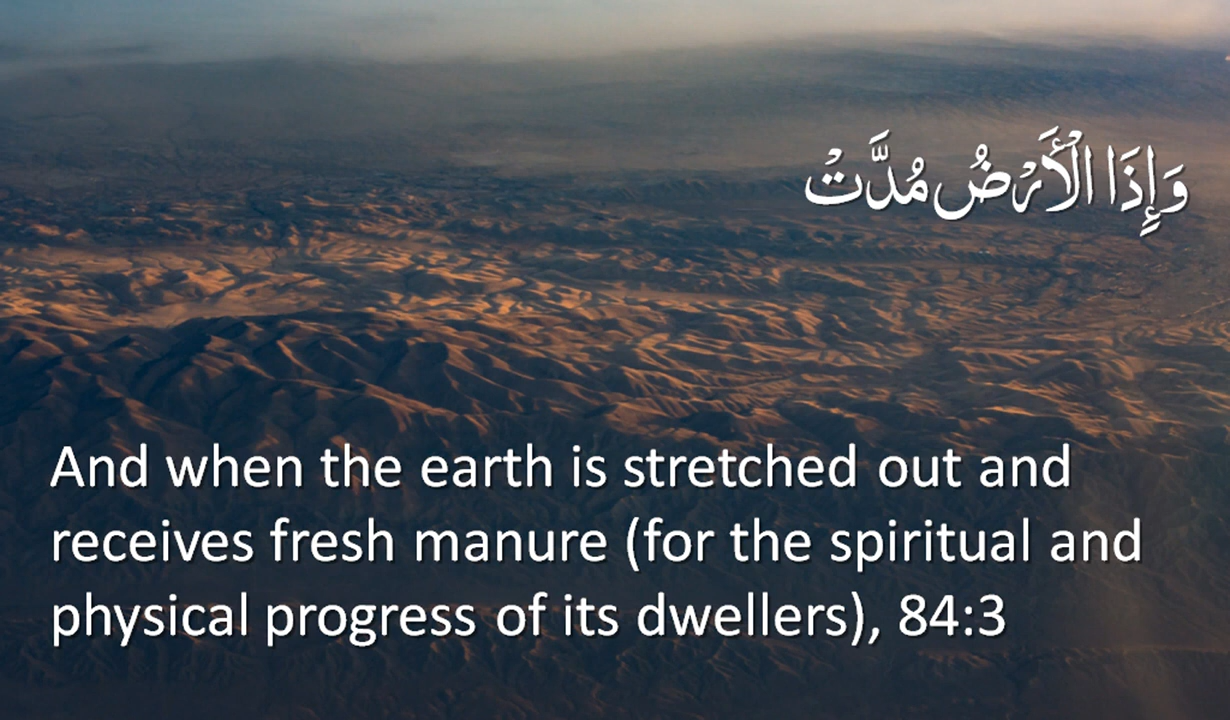 وَإِذَا الْأَرْضُ مُدَّتْ
And when the earth is stretched out and
receives fresh manure (for the spiritual and
physical progress of its dwellers), 84:3